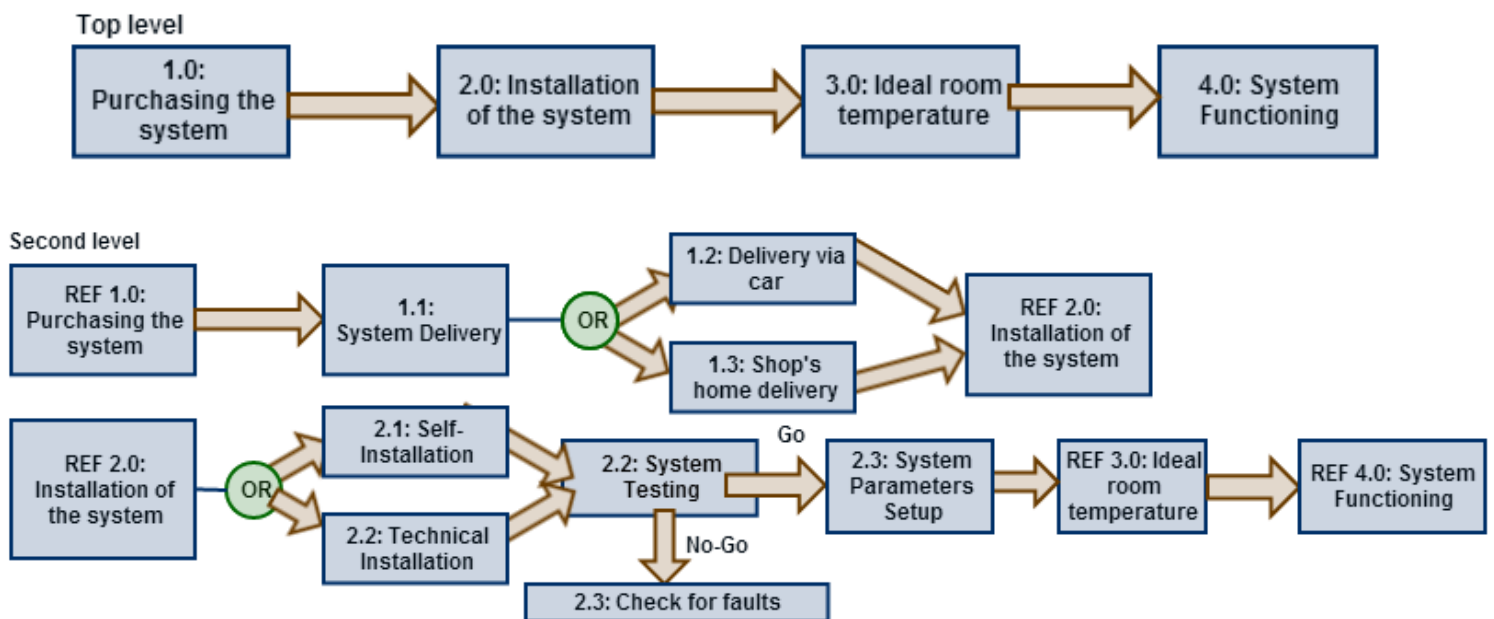 Top level
1.0:
Purchasing the
system
2.0: Installation
of the system
3.0: Ideal room
temperature
4.0: System
Functioning
Second level
REF 1.0:
Purchasing the
system
1.1:
System Delivery
OR
1.2: Delivery via
car
1.3: Shop's
home delivery
REF 2.0:
Installation of
the system
REF 2.0:
Installation of
the system
OR
2.1: Self-
Installation
2.2: Technical
Installation
2.2: System
Testing
Go
No-Go
2.3: Check for faults
2.3: System
Parameters
Setup
REF 3.0: Ideal
room
temperature
REF 4.0: System
Functioning